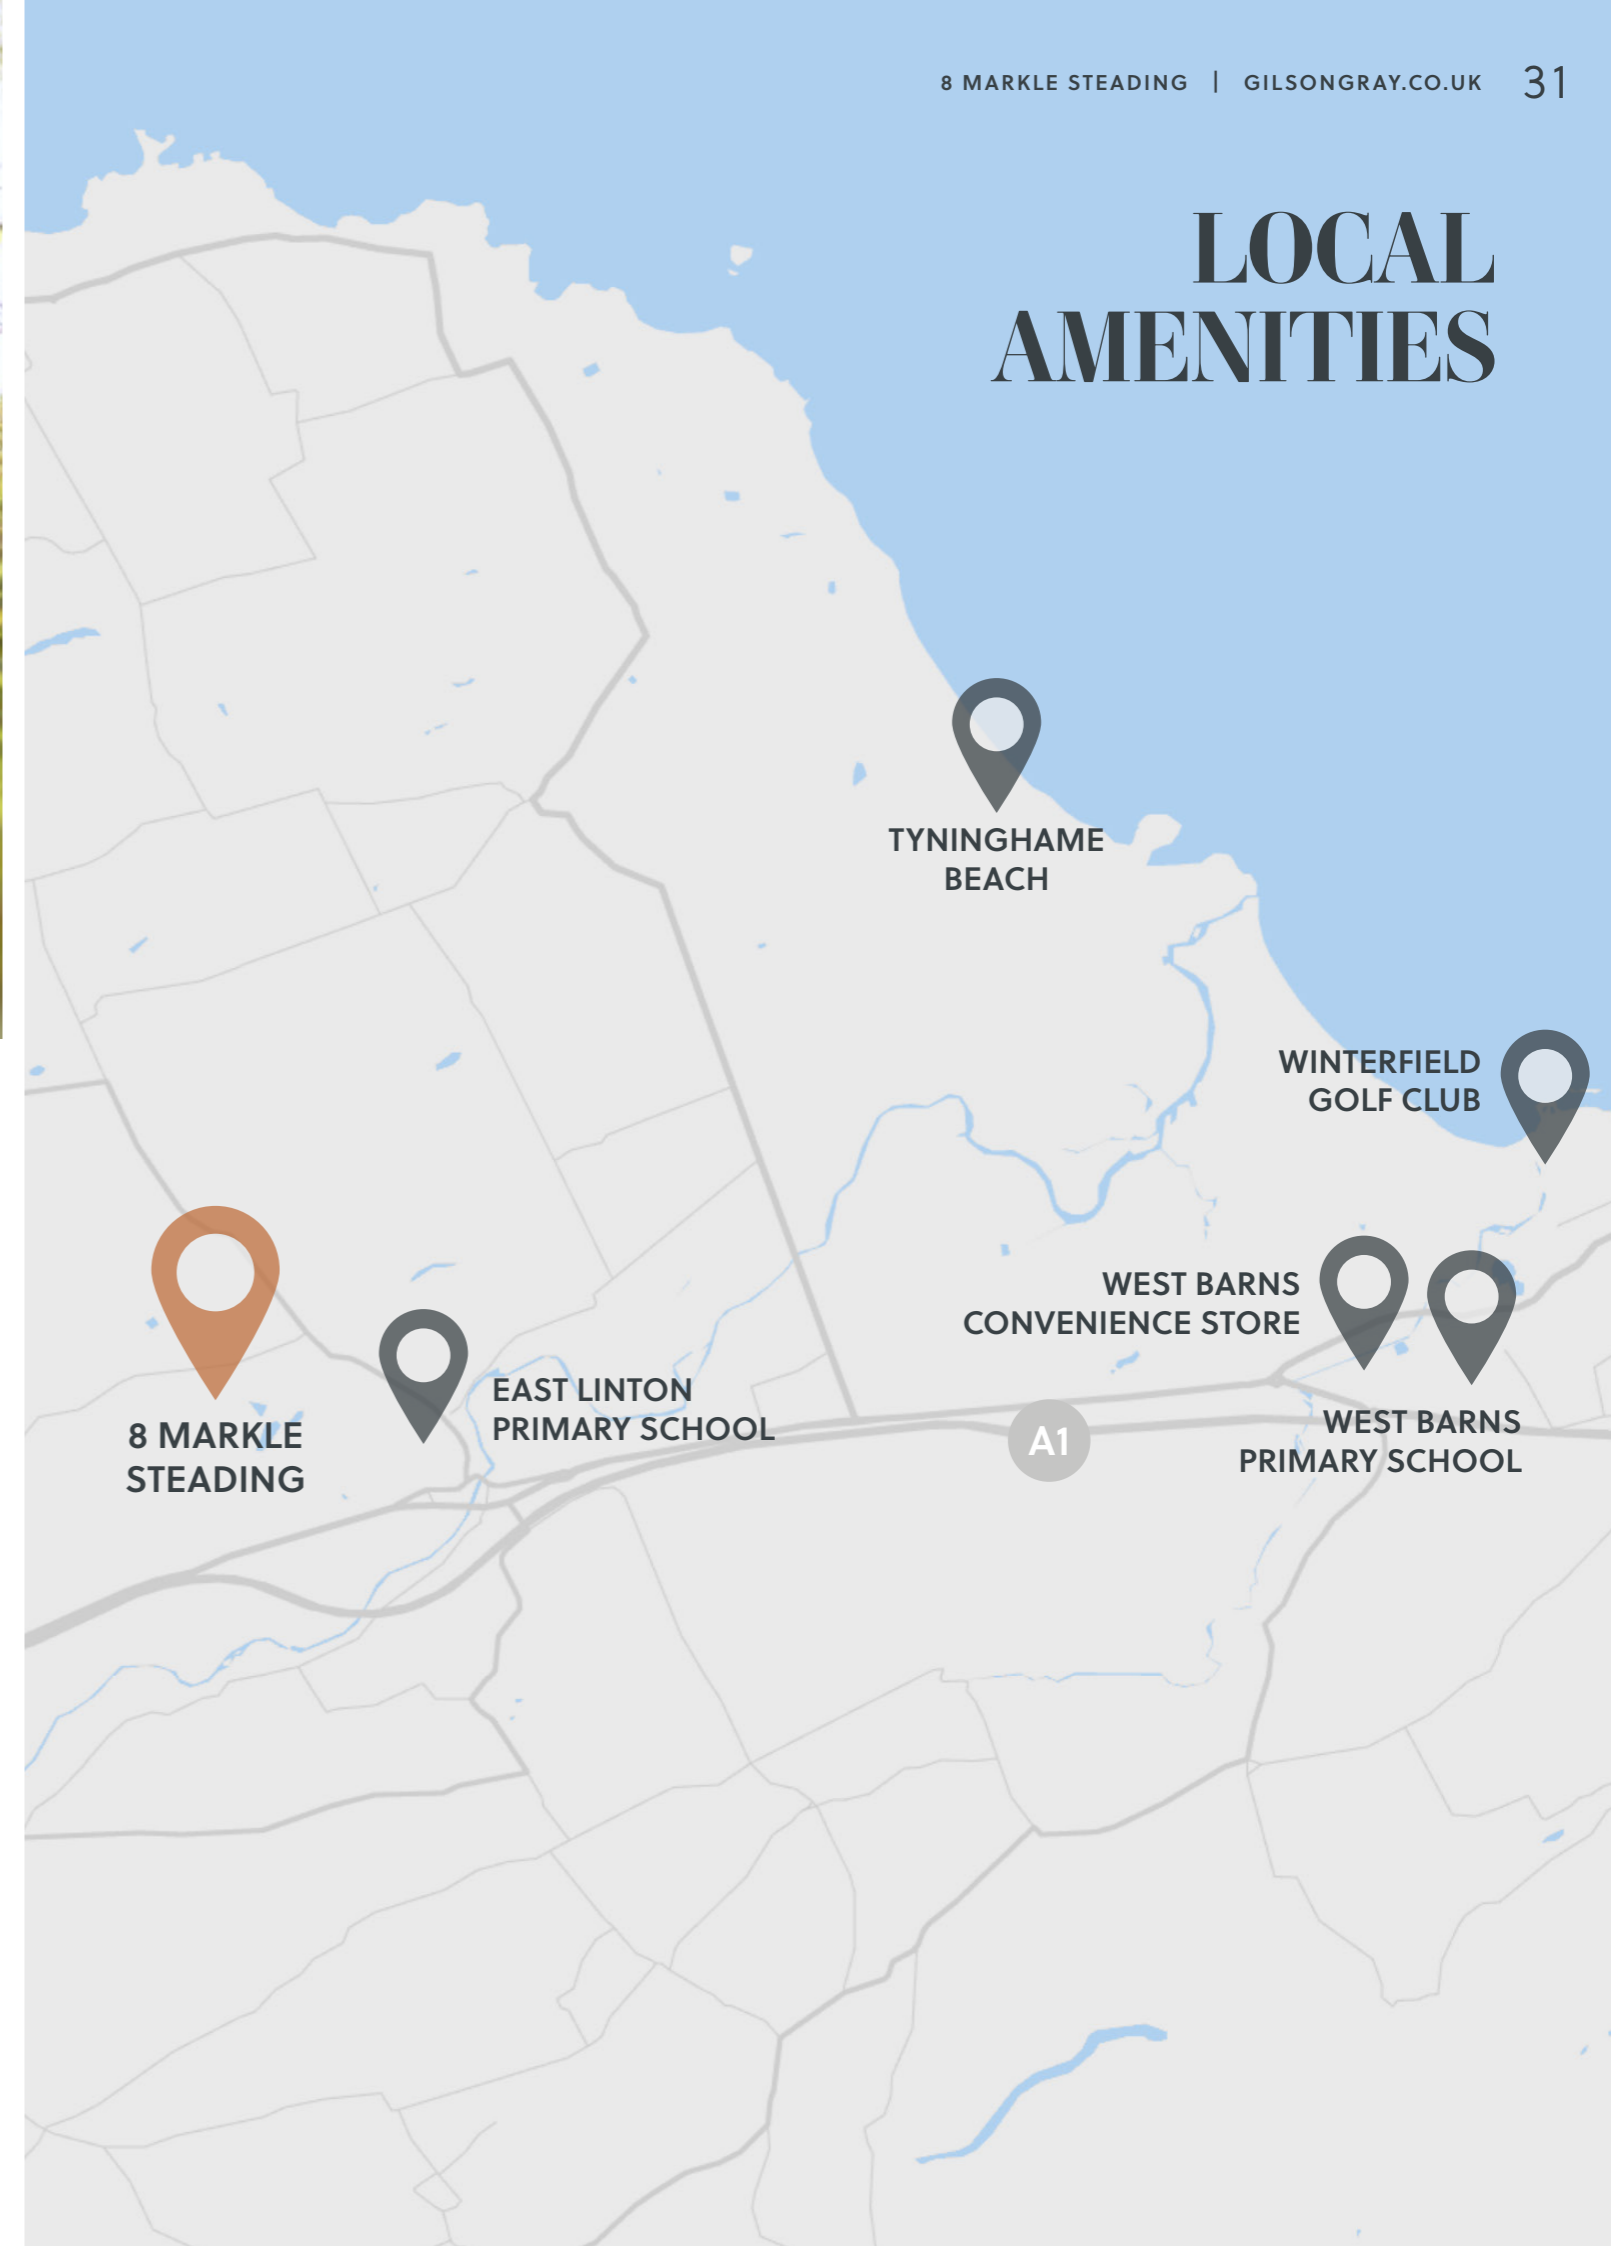 8 MARKLE STEADING | GILSONGRAY.CO.UK 31
LOCAL
AMENITIES
TYNINGHAME
BEACH
WINTERFIELD
GOLF CLUB
WEST BARNS
CONVENIENCE STORE
EAST LINTON
PRIMARY SCHOOL
8 MARKLE
STEADING
A1
WEST BARNS
PRIMARY SCHOOL